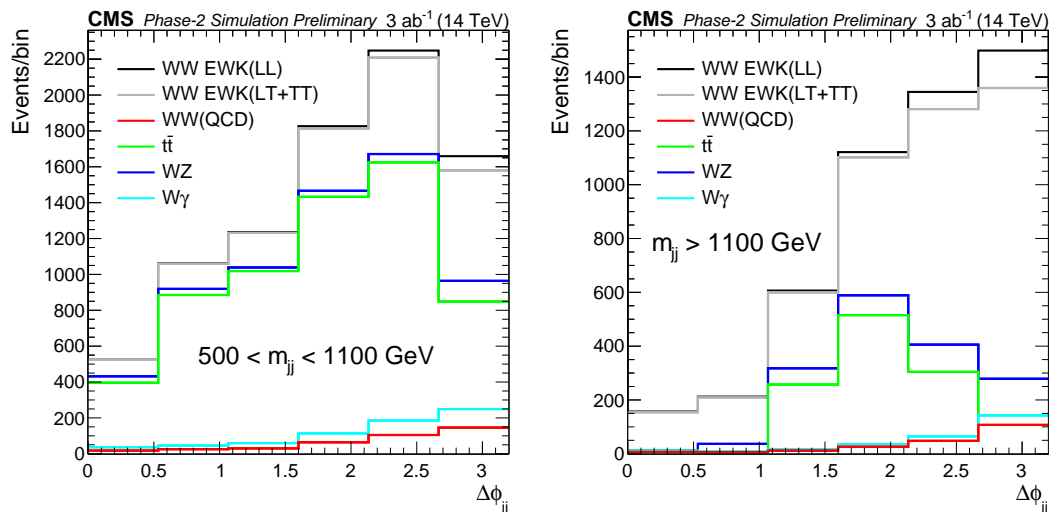 CMS Phase-2 Simulation Preliminary 3 ab⁻¹ (14 TeV)
Events/bin
2200
2000
1800
1600
1400
1200
1000
800
600
400
200
0
WW EWK(LL)
WW EWK(LT+TT)
WW(QCD)
tt̄
WZ
Wγ
500 < m_jj < 1100 GeV
0 0.5 1 1.5 2 2.5 3
Δϕ_jj
CMS Phase-2 Simulation Preliminary 3 ab⁻¹ (14 TeV)
Events/bin
1400
1200
1000
800
600
400
200
0
WW EWK(LL)
WW EWK(LT+TT)
WW(QCD)
tt̄
WZ
Wγ
m_jj > 1100 GeV
0 0.5 1 1.5 2 2.5 3
Δϕ_jj